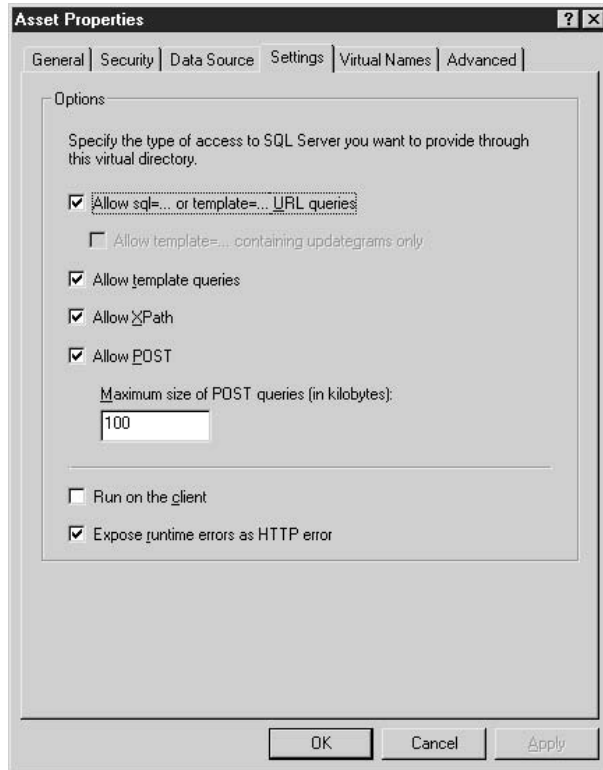 Asset Properties
General Security Data Source Settings Virtual Names Advanced
Options
Specify the type of access to SQL Server you want to provide through
this virtual directory.
Allow sql=... or template=... URL queries
Allow template=... containing updategrams only
Allow template queries
Allow XPath
Allow POST
Maximum size of POST queries (in kilobytes):
100
Run on the client
Expose runtime errors as HTTP error
OK Cancel Apply